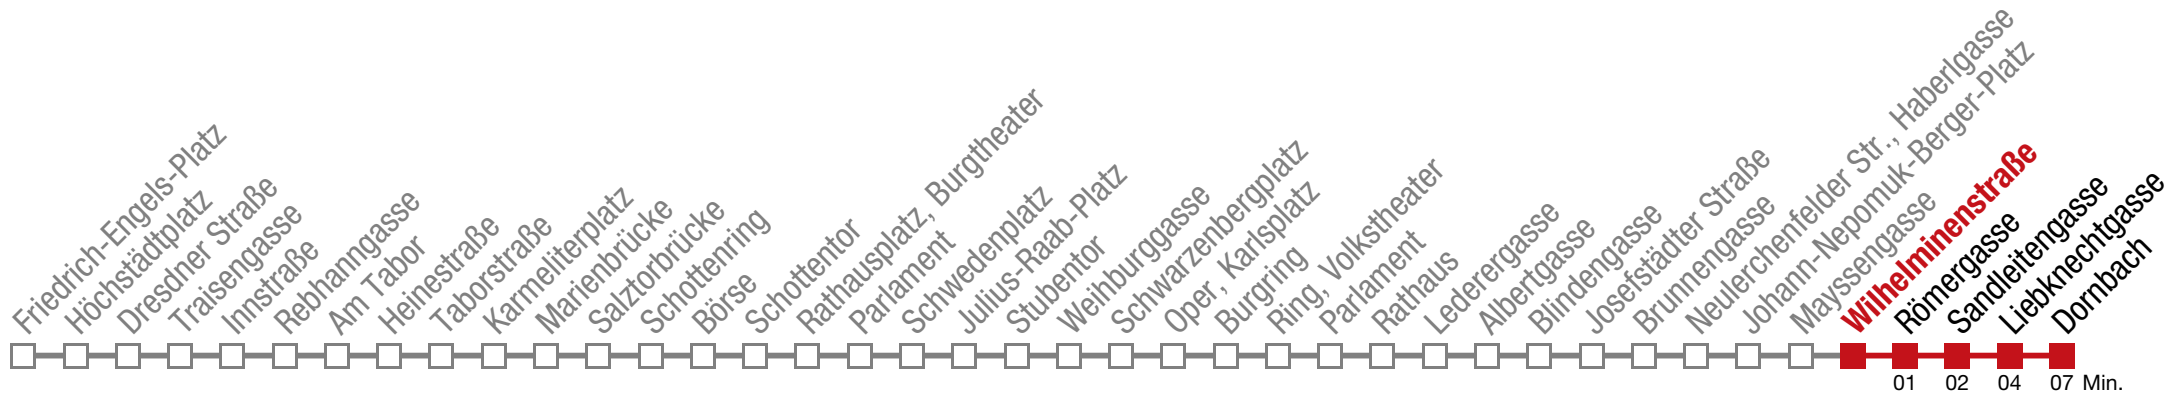 Friedrich-Engels-Platz
Höchstädtplatz
Dresdner Straße
Traisengasse
Innstraße
Rebhanngasse
Am Tabor
Heinestraße
Taborstraße
Karmeliterplatz
Marienbrücke
Salztorbrücke
Schottenring
Börse
Schottentor
Rathausplatz, Burgtheater
Parlament
Schwedenplatz
Julius-Raab-Platz
Stubentor
Weihburggasse
Schwarzenbergplatz
Oper, Karlsplatz
Burgring
Ring, Volkstheater
Parlament
Rathaus
Lederergasse
Albertgasse
Blindengasse
Josefstädter Straße
Brunnengasse
Neulerchenfelder Str., Haberlgasse
Johann-Nepomuk-Berger-Platz
Mayssengasse
Wilhelminenstraße
Römergasse
Sandleitengasse
Liebknechtgasse
Dornbach
01 02 04 07 Min.